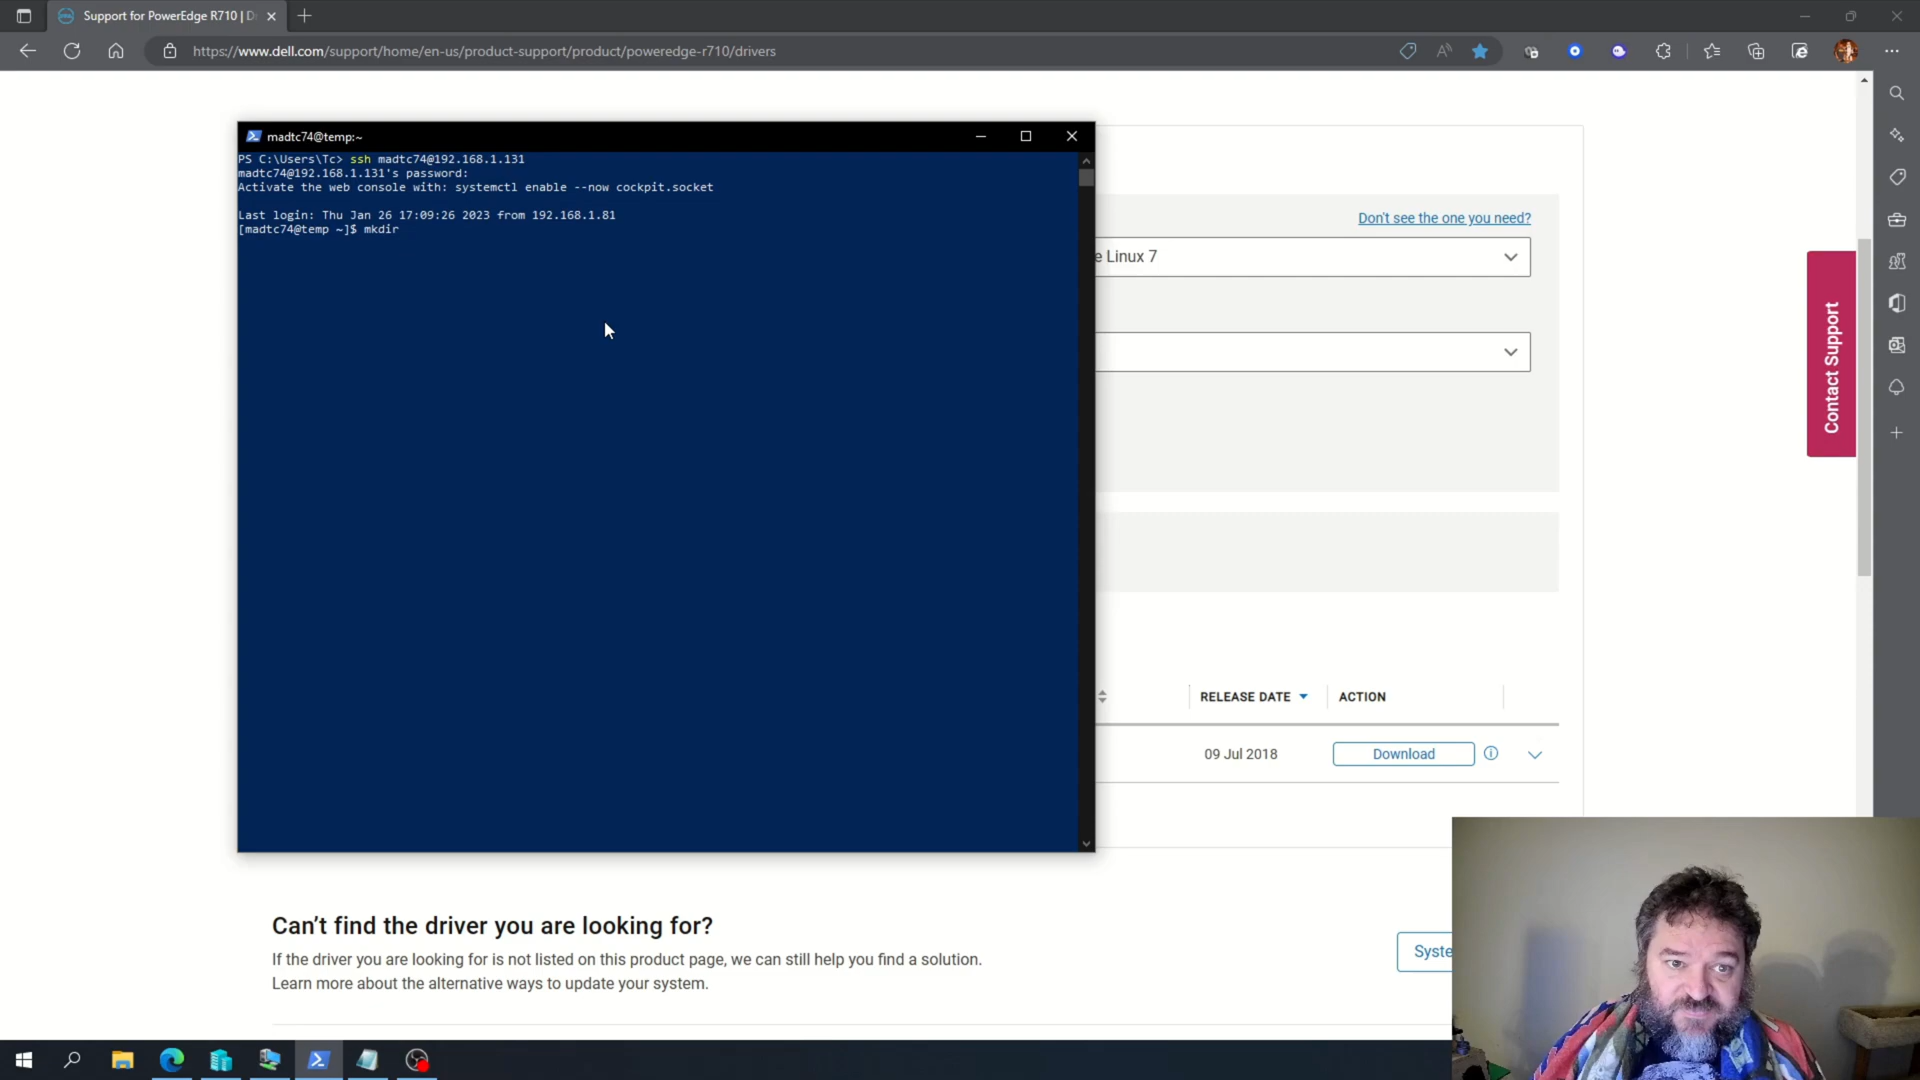 Support for PowerEdge R710 | D
https://www.dell.com/support/home/en-us/product-support/product/poweredge-r710/drivers
madtc74@temp:~
PS C:\Users\Tc> ssh madtc74@192.168.1.131
madtc74@192.168.1.131's password:
Activate the web console with: systemctl enable --now cockpit.socket
Last login: Thu Jan 26 17:09:26 2023 from 192.168.1.81
[madtc74@temp ~]$ mkdir
Don't see the one you need?
e Linux 7
Contact Support
RELEASE DATE
ACTION
09 Jul 2018
Download
Can't find the driver you are looking for?
If the driver you are looking for is not listed on this product page, we can still help you find a solution.
Learn more about the alternative ways to update your system.
Syste